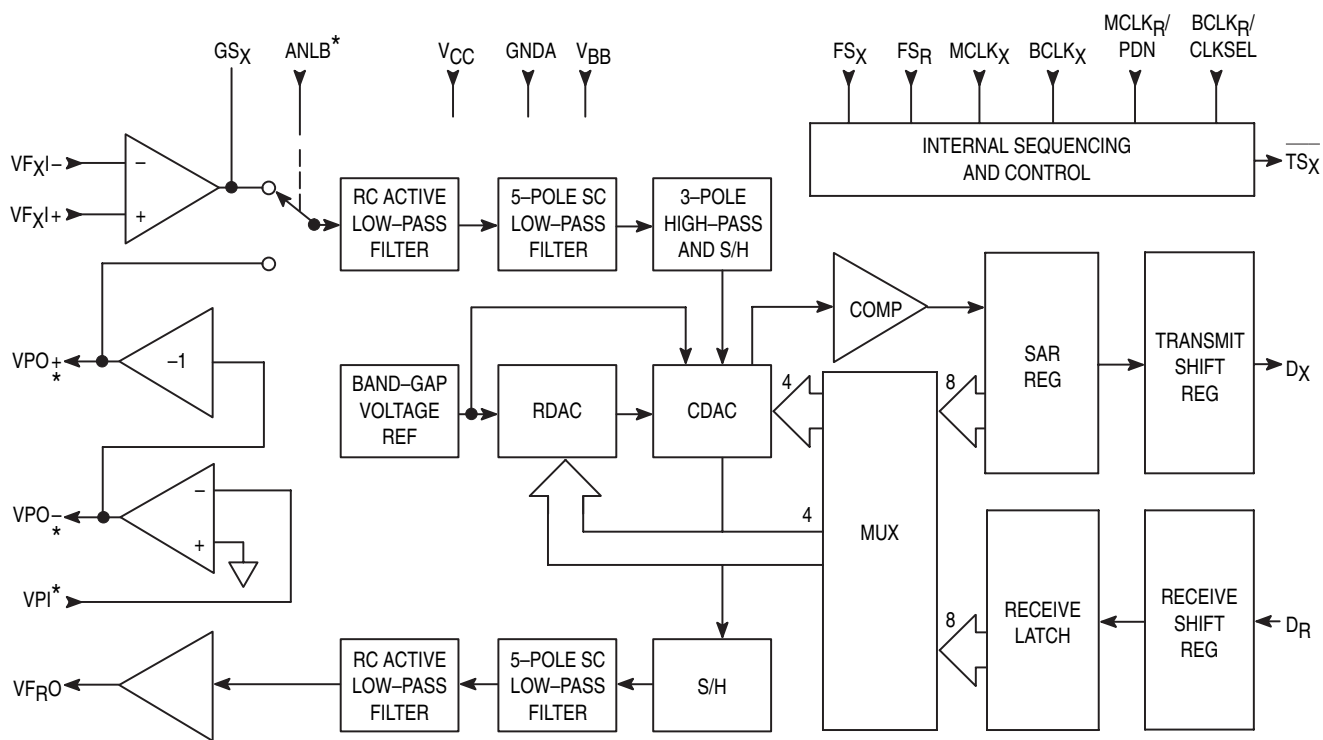 GSX
ANLB*
VCC
GNDA
VBB
FSX
FSR
MCLKX
BCLKX
MCLKR/
PDN
BCLKR/
CLKSEL
VFXI–
VFXI+
–
+
RC ACTIVE
LOW–PASS
FILTER
5–POLE SC
LOW–PASS
FILTER
3–POLE
HIGH–PASS
AND S/H
INTERNAL SEQUENCING
AND CONTROL
TSX
VPO+
*
–1
BAND–GAP
VOLTAGE
REF
RDAC
CDAC
COMP
4
8
SAR
REG
TRANSMIT
SHIFT
REG
DX
VPO–
*
–
+
VPI*
4
MUX
8
RECEIVE
LATCH
RECEIVE
SHIFT
REG
DR
VFRO
RC ACTIVE
LOW–PASS
FILTER
5–POLE SC
LOW–PASS
FILTER
S/H